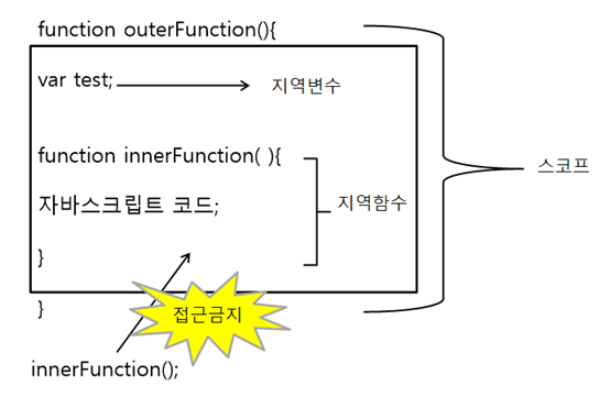 function outerFunction(){
var test;
지역변수
function innerFunction( ){
자바스크립트 코드;
지역함수
스코프
}
}
접근금지
innerFunction();